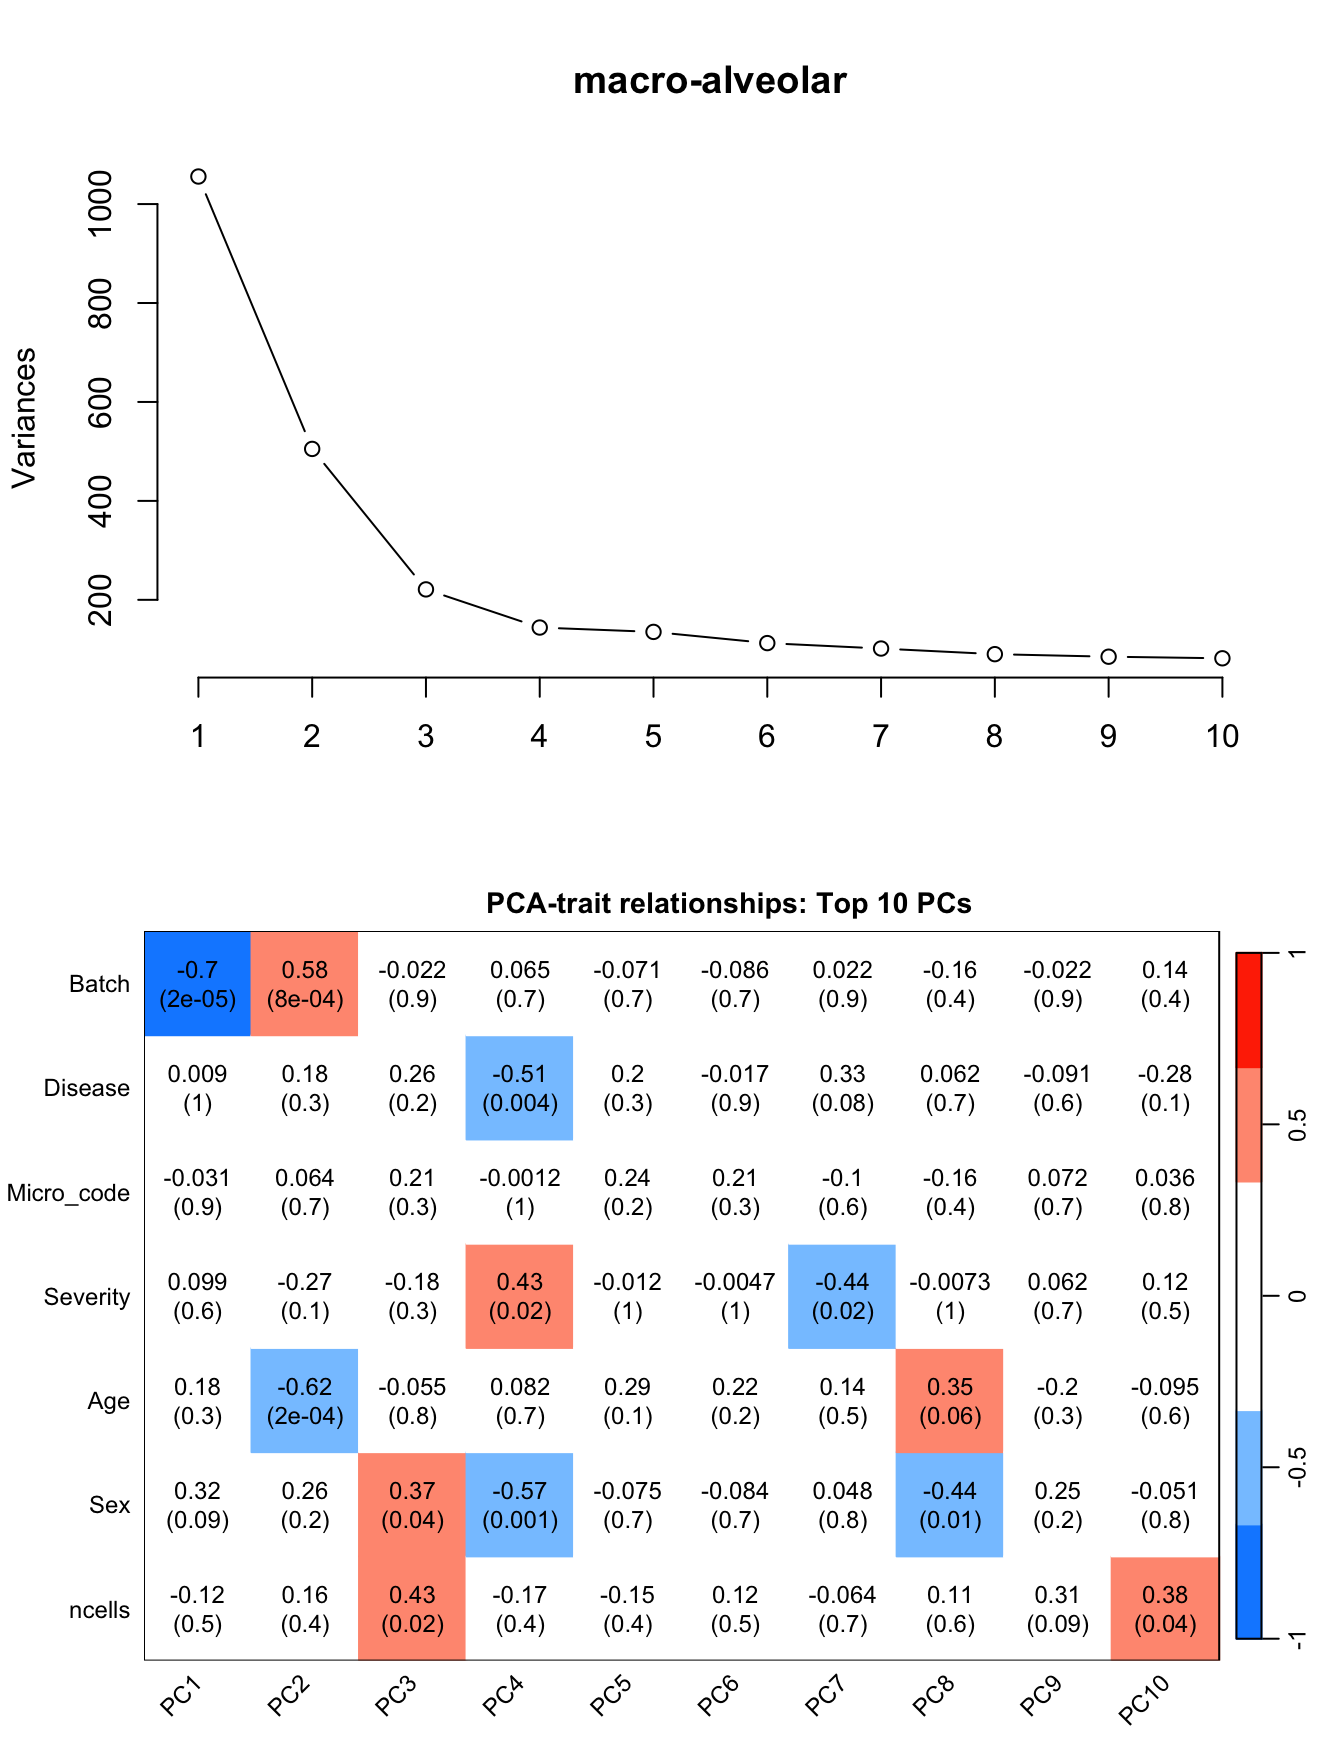 macro-alveolar
Variances
1000
800
600
400
200
1 2 3 4 5 6 7 8 9 10
PCA-trait relationships: Top 10 PCs
Batch -0.7 0.58 -0.022 0.065 -0.071 -0.086 0.022 -0.16 -0.022 0.14
(2e-05) (8e-04) (0.9) (0.7) (0.7) (0.7) (0.9) (0.4) (0.9) (0.4)
Disease 0.009 0.18 0.26 -0.51 0.2 -0.017 0.33 0.062 -0.091 -0.28
(1) (0.3) (0.2) (0.004) (0.3) (0.9) (0.08) (0.7) (0.6) (0.1)
Micro_code -0.031 0.064 0.21 -0.0012 0.24 0.21 -0.1 -0.16 0.072 0.036
(0.9) (0.7) (0.3) (1) (0.2) (0.3) (0.6) (0.4) (0.7) (0.8)
Severity 0.099 -0.27 -0.18 0.43 -0.012 -0.0047 -0.44 -0.0073 0.062 0.12
(0.6) (0.1) (0.3) (0.02) (1) (1) (0.02) (1) (0.7) (0.5)
Age 0.18 -0.62 -0.055 0.082 0.29 0.22 0.14 0.35 -0.2 -0.095
(0.3) (2e-04) (0.8) (0.7) (0.1) (0.2) (0.5) (0.06) (0.3) (0.6)
Sex 0.32 0.26 0.37 -0.57 -0.075 -0.084 0.048 -0.44 0.25 -0.051
(0.09) (0.2) (0.04) (0.001) (0.7) (0.7) (0.8) (0.01) (0.2) (0.8)
ncells -0.12 0.16 0.43 -0.17 -0.15 0.12 -0.064 0.11 0.31 0.38
(0.5) (0.4) (0.02) (0.4) (0.4) (0.5) (0.7) (0.6) (0.09) (0.04)
PC1 PC2 PC3 PC4 PC5 PC6 PC7 PC8 PC9 PC10
1
0.5
0
-0.5
-1